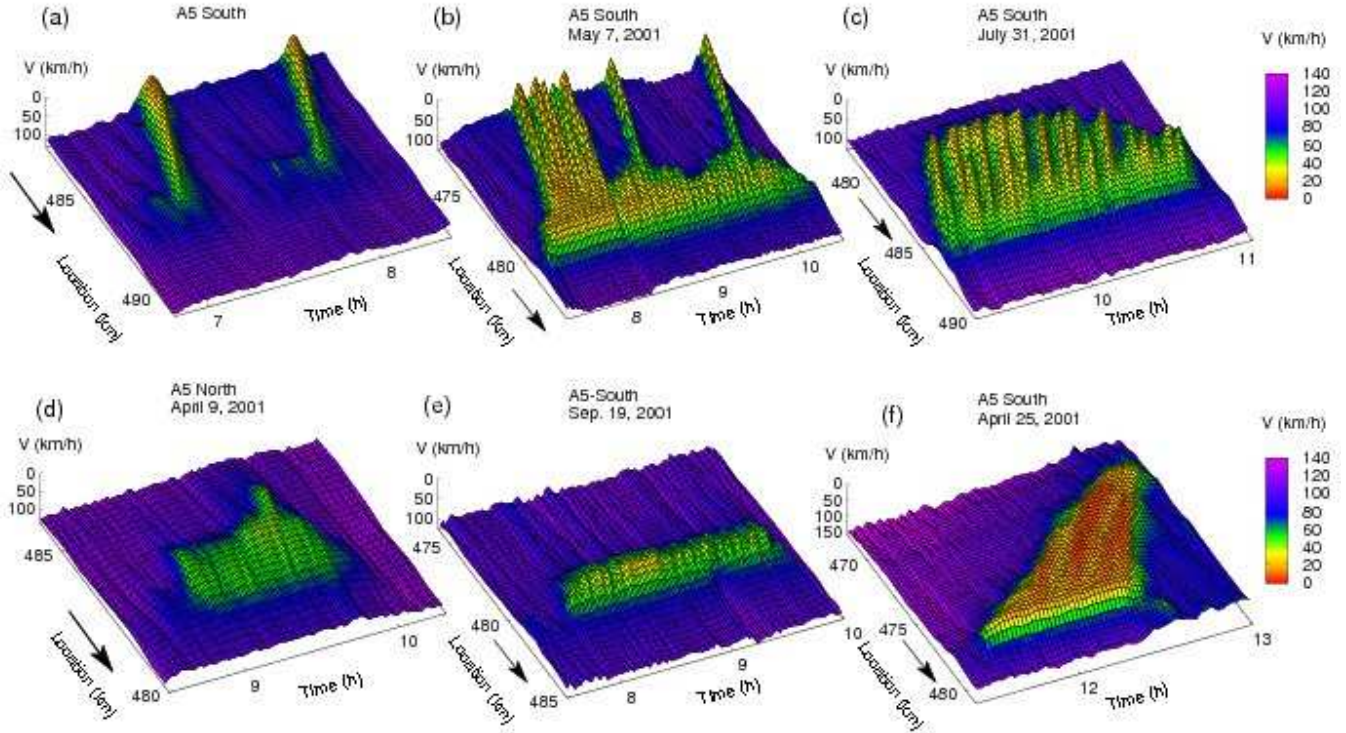 (a)
A5 South
V (km/h)
0
50
100
485
490
Location (km)
7
8
Time (h)
(b)
A5 South
May 7, 2001
V (km/h)
0
50
100
475
480
Location (km)
8
9
10
Time (h)
(c)
A5 South
July 31, 2001
V (km/h)
0
50
100
480
485
490
Location (km)
10
11
Time (h)
V (km/h)
140
120
100
80
60
40
20
0
(d)
A5 North
April 9, 2001
V (km/h)
0
50
100
485
480
Location (km)
9
10
Time (h)
(e)
A5-South
Sep. 19, 2001
V (km/h)
0
50
100
475
480
485
Location (km)
8
9
10
Time (h)
(f)
A5 South
April 25, 2001
V (km/h)
0
50
100
150
470
475
480
Location (km)
12
13
Time (h)
V (km/h)
140
120
100
80
60
40
20
0